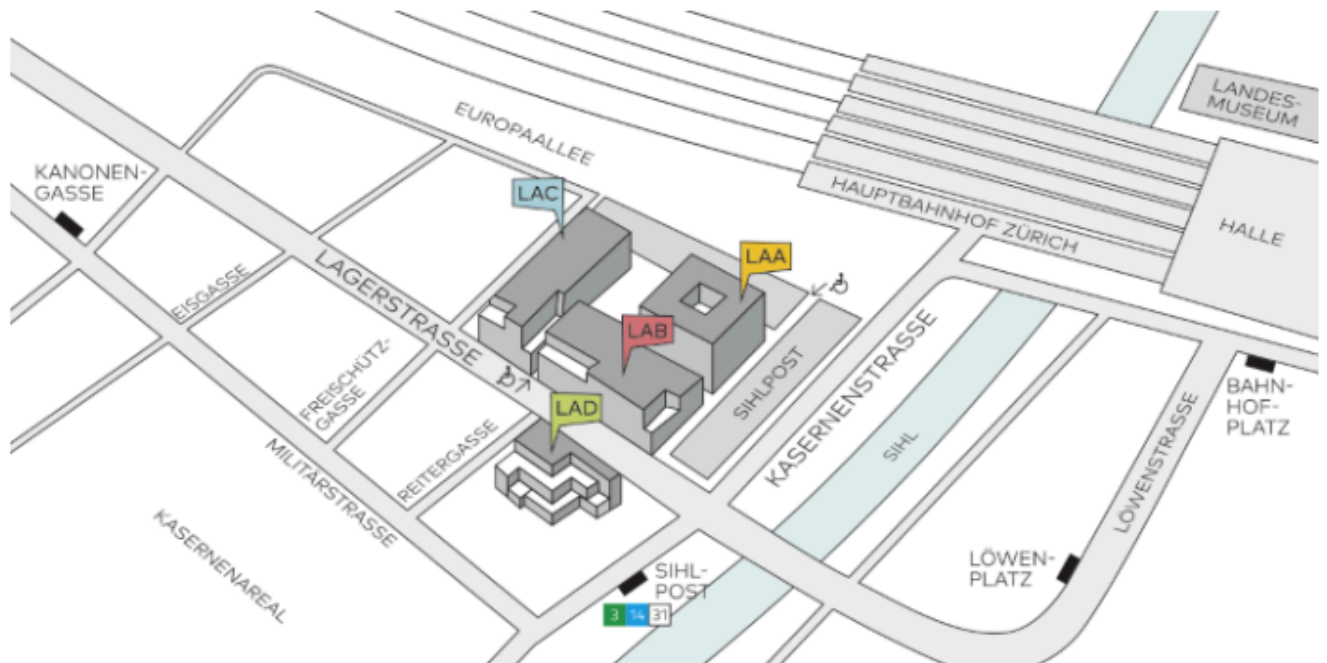 LANDES-
MUSEUM
EUROPAALLEE
KANONEN-
GASSE
LAC
HAUPTBAHNHOF ZÜRICH
HALLE
LAA
LAGERSTRASSE
EISGASSE
LAB
KASERNENSTRASSE
SIHLPOST
FREISCHÜTZ-
GASSE
LAD
BAHN-
HOF-
PLATZ
REITERGASSE
SIHL
LÖWENSTRASSE
MILITÄRSTRASSE
KASERNENAREAL
LÖWEN-
PLATZ
SIHL-
POST
3 14 31